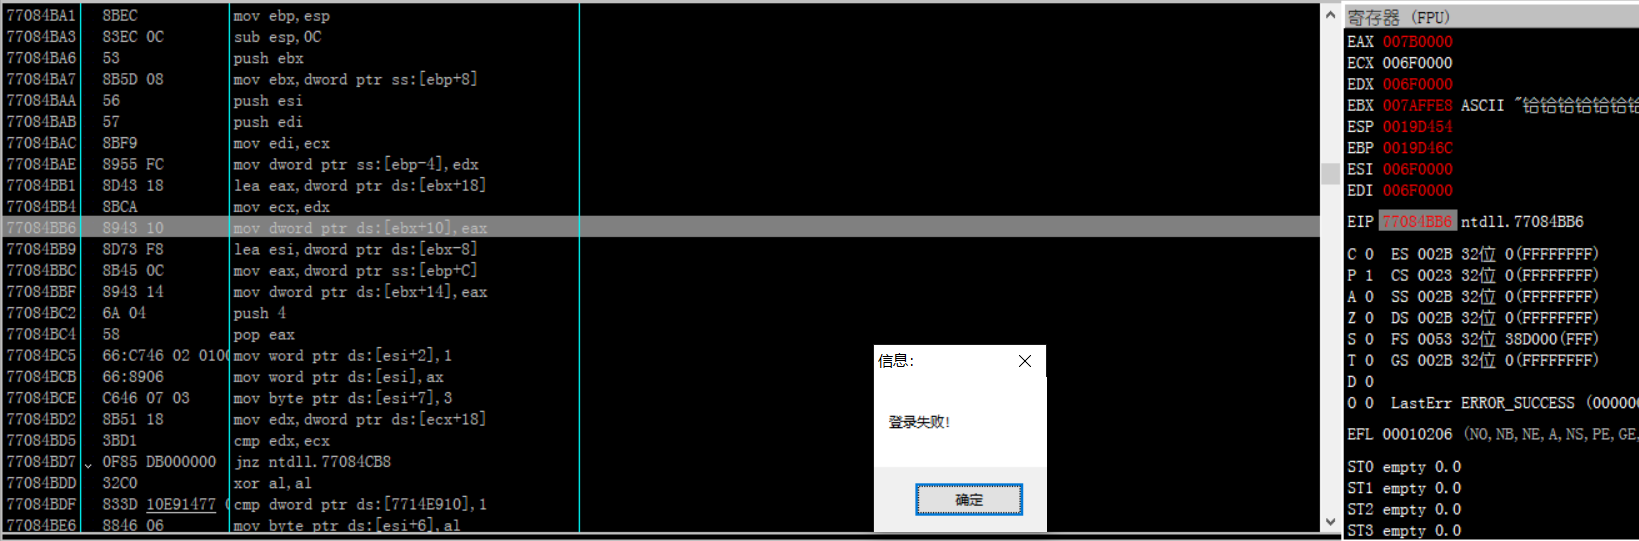 77084BA1 8BEC mov ebp,esp
77084BA3 83EC 0C sub esp,0C
77084BA6 53 push ebx
77084BA7 8B5D 08 mov ebx,dword ptr ss:[ebp+8]
77084BAA 56 push esi
77084BAB 57 push edi
77084BAC 8BF9 mov edi,ecx
77084BAE 8955 FC mov dword ptr ss:[ebp-4],edx
77084BB1 8D43 18 lea eax,dword ptr ds:[ebx+18]
77084BB4 8BCA mov ecx,edx
77084BB6 8943 10 mov dword ptr ds:[ebx+10],eax
77084BB9 8D73 F8 lea esi,dword ptr ds:[ebx-8]
77084BBC 8B45 0C mov eax,dword ptr ss:[ebp+C]
77084BBF 8943 14 mov dword ptr ds:[ebx+14],eax
77084BC2 6A 04 push 4
77084BC4 58 pop eax
77084BC5 66:C746 02 0100 mov word ptr ds:[esi+2],1
77084BCB 66:8906 mov word ptr ds:[esi],ax
77084BCE C646 07 03 mov byte ptr ds:[esi+7],3
77084BD2 8B51 18 mov edx,dword ptr ds:[ecx+18]
77084BD5 3BD1 cmp edx,ecx
77084BD7 0F85 DB000000 jnz ntdll.77084CB8
77084BDD 32C0 xor al,al
77084BDF 833D 10E91477 cmp dword ptr ds:[7714E910],1
77084BE6 8846 06 mov byte ptr ds:[esi+6],al
信息:
登录失败!
确定
寄存器 (FPU)
EAX 007B0000
ECX 006F0000
EDX 006F0000
EBX 007AFFE8 ASCII "铪铪铪铪铪铪铪
ESP 0019D454
EBP 0019D46C
ESI 006F0000
EDI 006F0000
EIP 77084BB6 ntdll.77084BB6
C 0 ES 002B 32位 0(FFFFFFFF)
P 1 CS 0023 32位 0(FFFFFFFF)
A 0 SS 002B 32位 0(FFFFFFFF)
Z 0 DS 002B 32位 0(FFFFFFFF)
S 0 FS 0053 32位 38D000(FFF)
T 0 GS 002B 32位 0(FFFFFFFF)
D 0
O 0 LastErr ERROR_SUCCESS (000000
EFL 00010206 (NO,NB,NE,A,NS,PE,GE,
ST0 empty 0.0
ST1 empty 0.0
ST2 empty 0.0
ST3 empty 0.0